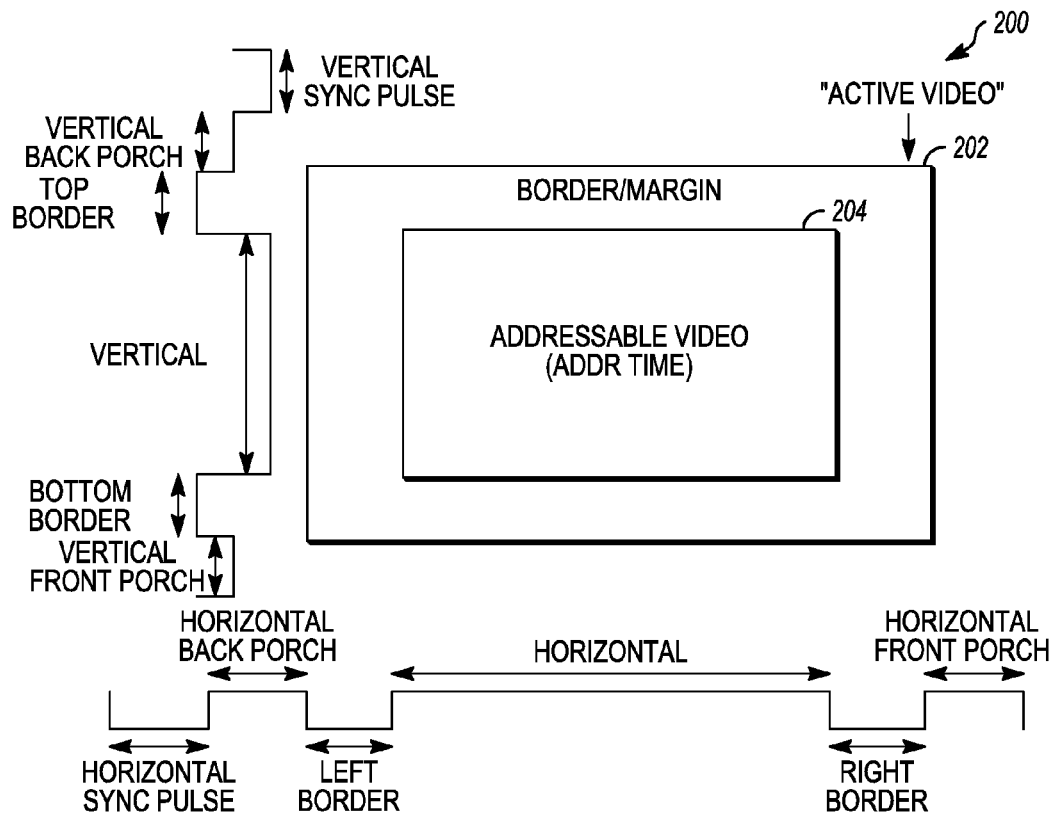 200
VERTICAL
SYNC PULSE
"ACTIVE VIDEO"
VERTICAL
BACK PORCH
202
TOP
BORDER
BORDER/MARGIN
204
ADDRESSABLE VIDEO
(ADDR TIME)
VERTICAL
BOTTOM
BORDER
VERTICAL
FRONT PORCH
HORIZONTAL
BACK PORCH
HORIZONTAL
HORIZONTAL
FRONT PORCH
HORIZONTAL
SYNC PULSE
LEFT
BORDER
RIGHT
BORDER